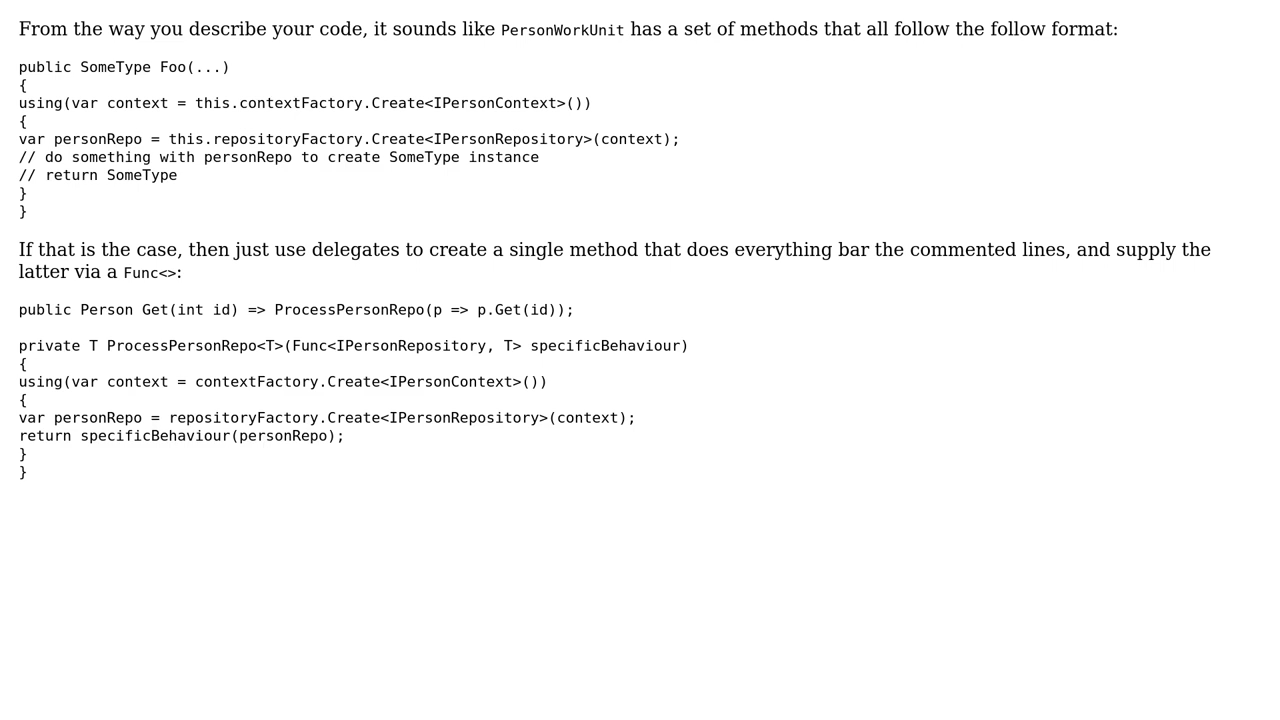 From the way you describe your code, it sounds like PersonWorkUnit has a set of methods that all follow the follow format:
public SomeType Foo(...)
{
using(var context = this.contextFactory.Create<IPersonContext>())
{
var personRepo = this.repositoryFactory.Create<IPersonRepository>(context);
// do something with personRepo to create SomeType instance
// return SomeType
}
}
If that is the case, then just use delegates to create a single method that does everything bar the commented lines, and supply the
latter via a Func<>:
public Person Get(int id) => ProcessPersonRepo(p => p.Get(id));
private T ProcessPersonRepo<T>(Func<IPersonRepository, T> specificBehaviour)
{
using(var context = contextFactory.Create<IPersonContext>())
{
var personRepo = repositoryFactory.Create<IPersonRepository>(context);
return specificBehaviour(personRepo);
}
}